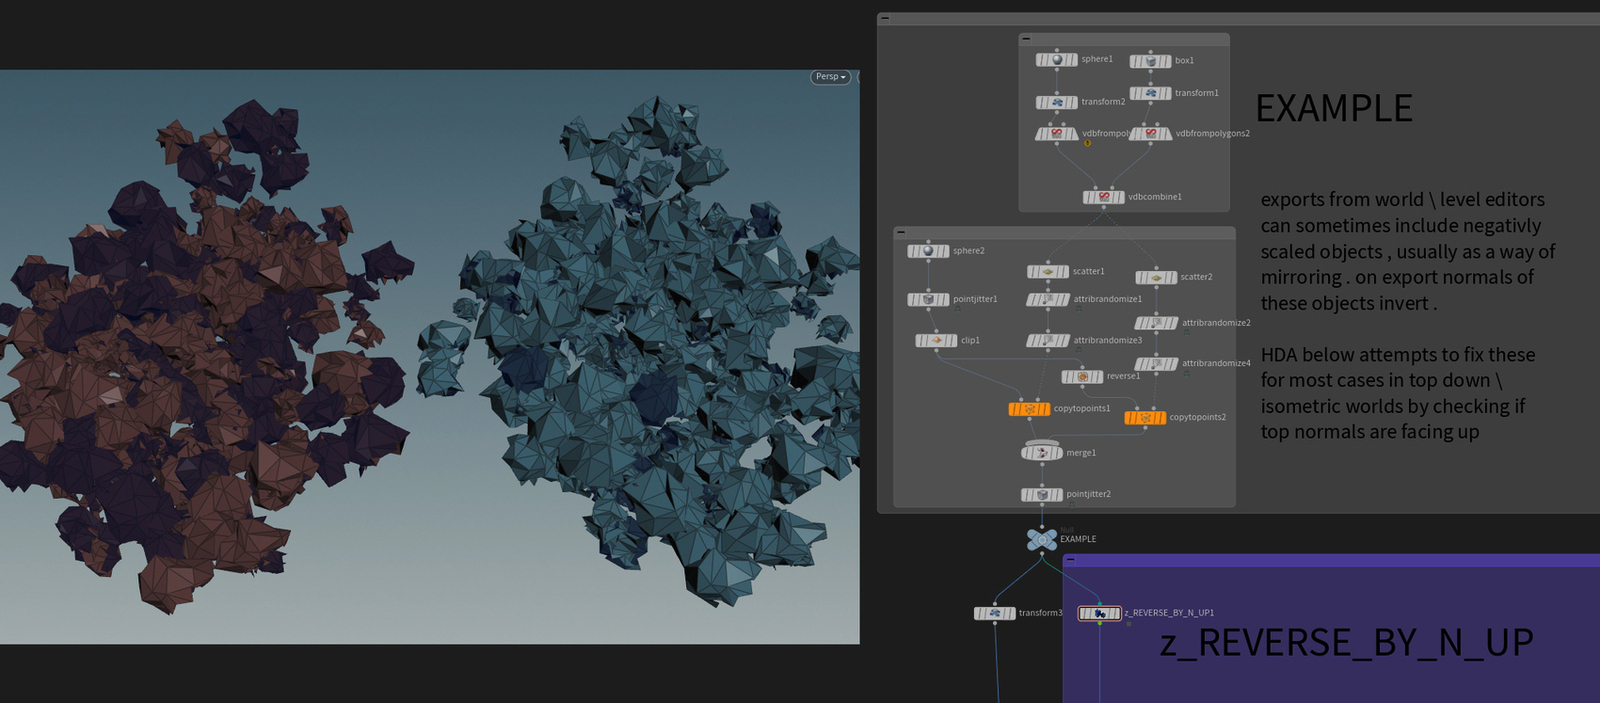 Persp
sphere1
box1
transform2
transform1
vdbfrompoly
vdbfrompolygons2
vdbcombine1
EXAMPLE
exports from world \ level editors
can sometimes include negativly
scaled objects , usually as a way of
mirroring . on export normals of
these objects invert .
HDA below attempts to fix these
for most cases in top down \
isometric worlds by checking if
top normals are facing up
sphere2
scatter1
scatter2
pointjitter1
attribrandomize1
attribrandomize2
clip1
attribrandomize3
attribrandomize4
reverse1
copytopoints1
copytopoints2
merge1
pointjitter2
Null
EXAMPLE
transform3
z_REVERSE_BY_N_UP1
z_REVERSE_BY_N_UP